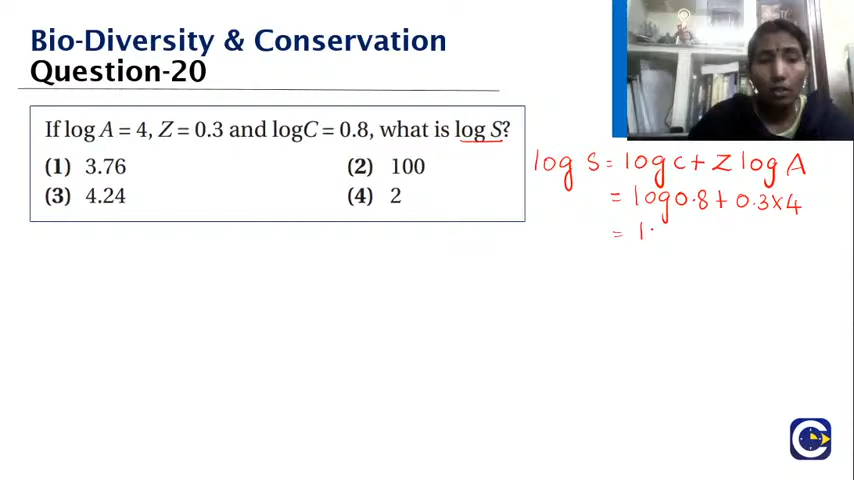 Bio-Diversity & Conservation
Question-20
If log A = 4, Z = 0.3 and logC = 0.8, what is log S?
(1) 3.76 (2) 100
(3) 4.24 (4) 2
log S = log C + Z log A
= log 0.8 + 0.3 × 4
= 1.